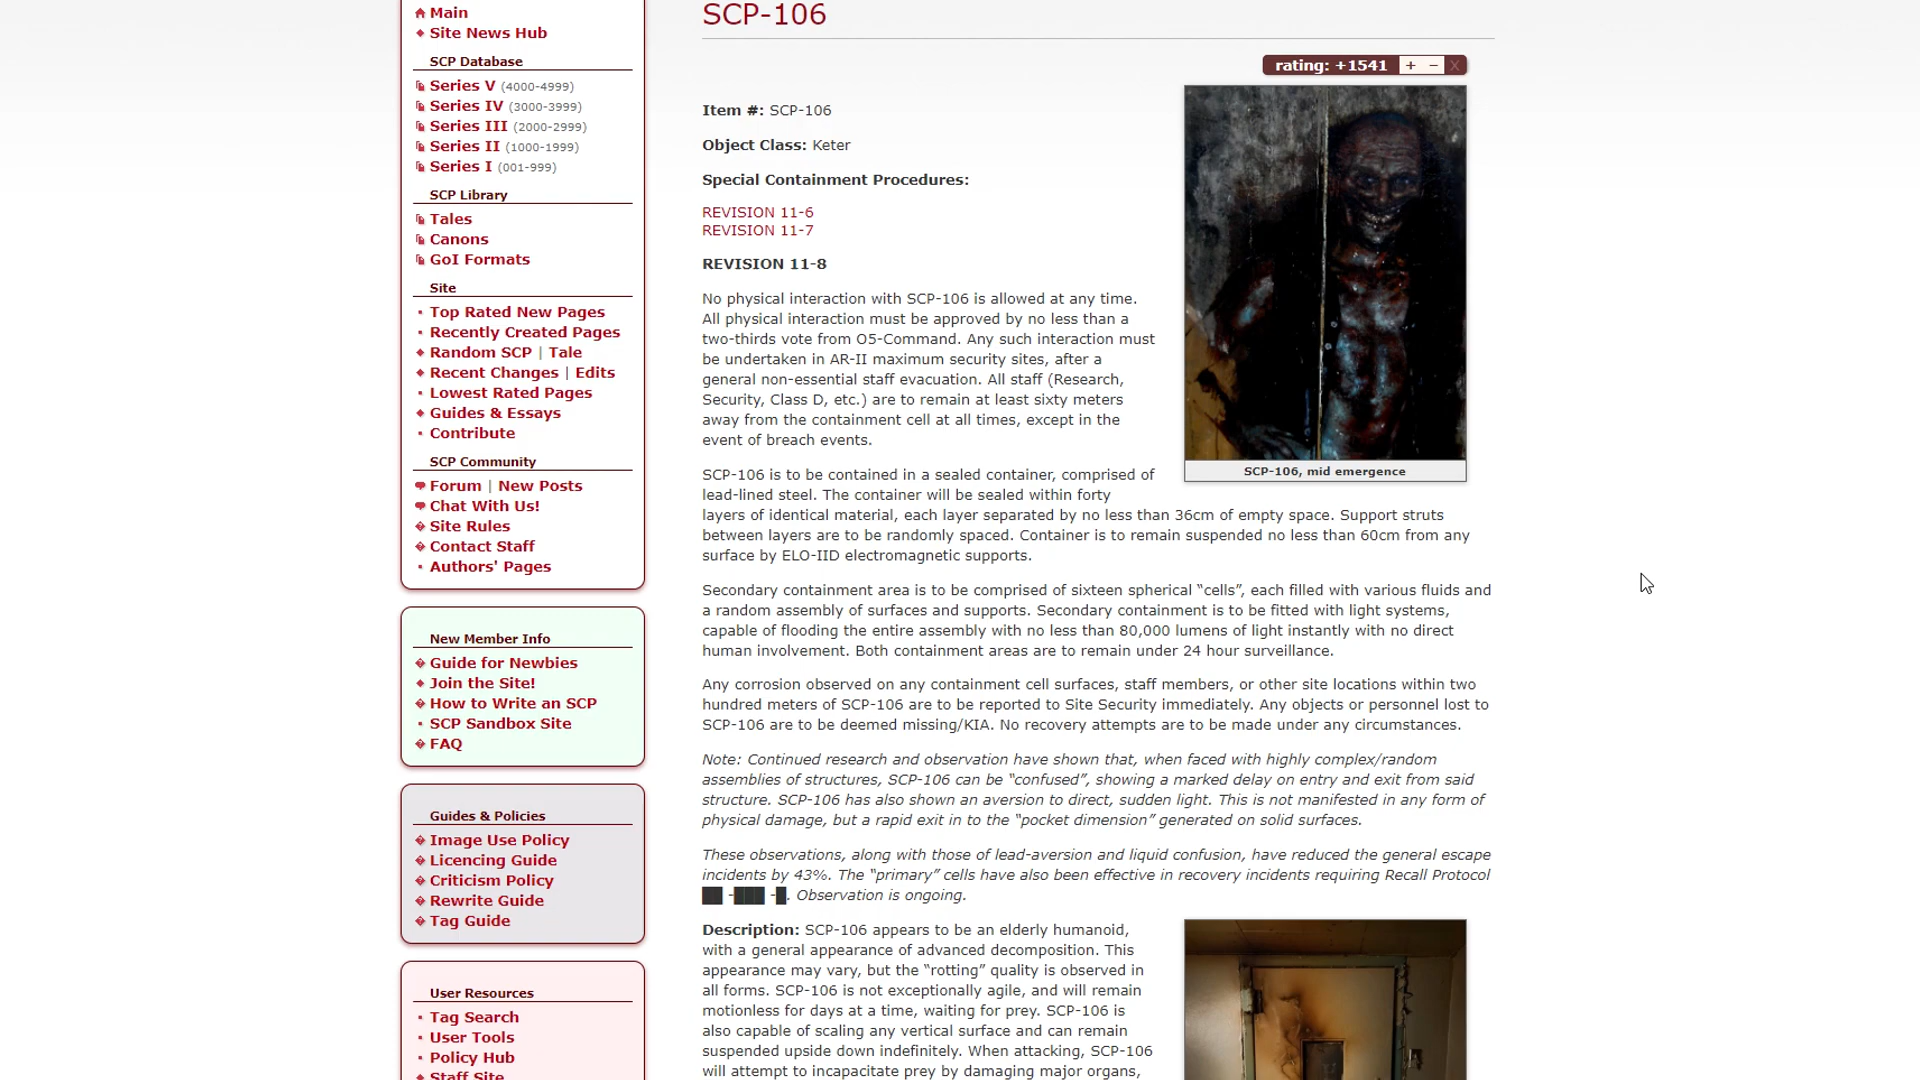 Main
Site News Hub
SCP Database
Series V (4000-4999)
Series IV (3000-3999)
Series III (2000-2999)
Series II (1000-1999)
Series I (001-999)
SCP Library
Tales
Canons
GoI Formats
Site
Top Rated New Pages
Recently Created Pages
Random SCP | Tale
Recent Changes | Edits
Lowest Rated Pages
Guides & Essays
Contribute
SCP Community
Forum | New Posts
Chat With Us!
Site Rules
Contact Staff
Authors' Pages
New Member Info
Guide for Newbies
Join the Site!
How to Write an SCP
SCP Sandbox Site
FAQ
Guides & Policies
Image Use Policy
Licencing Guide
Criticism Policy
Rewrite Guide
Tag Guide
User Resources
Tag Search
User Tools
Policy Hub
Staff Site
SCP-106
rating: +1541 + − X
Item #: SCP-106
Object Class: Keter
Special Containment Procedures:
REVISION 11-6
REVISION 11-7
REVISION 11-8
No physical interaction with SCP-106 is allowed at any time.
All physical interaction must be approved by no less than a
two-thirds vote from O5-Command. Any such interaction must
be undertaken in AR-II maximum security sites, after a
general non-essential staff evacuation. All staff (Research,
Security, Class D, etc.) are to remain at least sixty meters
away from the containment cell at all times, except in the
event of breach events.
SCP-106, mid emergence
SCP-106 is to be contained in a sealed container, comprised of
lead-lined steel. The container will be sealed within forty
layers of identical material, each layer separated by no less than 36cm of empty space. Support struts
between layers are to be randomly spaced. Container is to remain suspended no less than 60cm from any
surface by ELO-IID electromagnetic supports.
Secondary containment area is to be comprised of sixteen spherical “cells”, each filled with various fluids and
a random assembly of surfaces and supports. Secondary containment is to be fitted with light systems,
capable of flooding the entire assembly with no less than 80,000 lumens of light instantly with no direct
human involvement. Both containment areas are to remain under 24 hour surveillance.
Any corrosion observed on any containment cell surfaces, staff members, or other site locations within two
hundred meters of SCP-106 are to be reported to Site Security immediately. Any objects or personnel lost to
SCP-106 are to be deemed missing/KIA. No recovery attempts are to be made under any circumstances.
Note: Continued research and observation have shown that, when faced with highly complex/random
assemblies of structures, SCP-106 can be “confused”, showing a marked delay on entry and exit from said
structure. SCP-106 has also shown an aversion to direct, sudden light. This is not manifested in any form of
physical damage, but a rapid exit in to the “pocket dimension” generated on solid surfaces.
These observations, along with those of lead-aversion and liquid confusion, have reduced the general escape
incidents by 43%. The “primary” cells have also been effective in recovery incidents requiring Recall Protocol
██ -███ -█. Observation is ongoing.
Description: SCP-106 appears to be an elderly humanoid,
with a general appearance of advanced decomposition. This
appearance may vary, but the “rotting” quality is observed in
all forms. SCP-106 is not exceptionally agile, and will remain
motionless for days at a time, waiting for prey. SCP-106 is
also capable of scaling any vertical surface and can remain
suspended upside down indefinitely. When attacking, SCP-106
will attempt to incapacitate prey by damaging major organs,